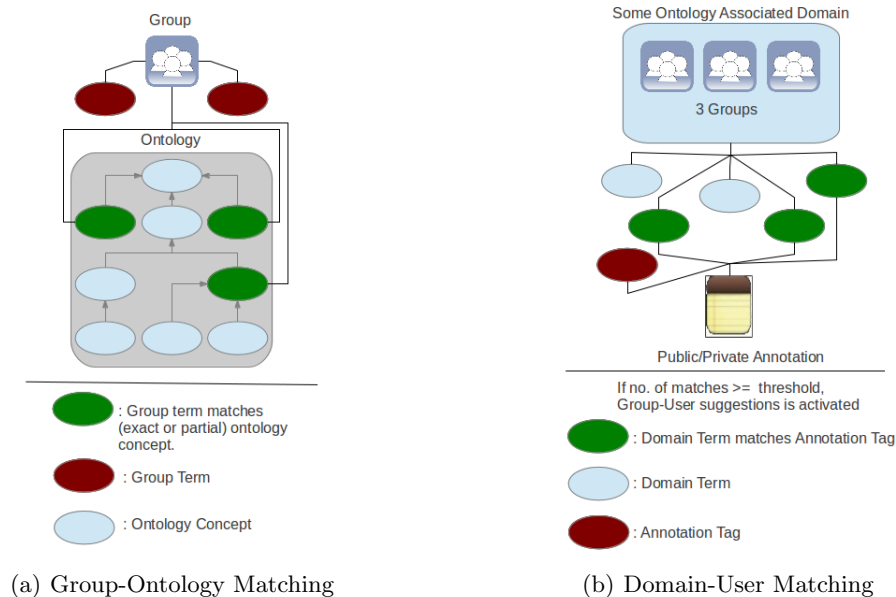 Group
Ontology
: Group term matches
(exact or partial) ontology
concept.
: Group Term
: Ontology Concept
(a) Group-Ontology Matching
Some Ontology Associated Domain
3 Groups
Public/Private Annotation
If no. of matches >= threshold,
Group-User suggestions is activated
: Domain Term matches Annotation Tag
: Domain Term
: Annotation Tag
(b) Domain-User Matching